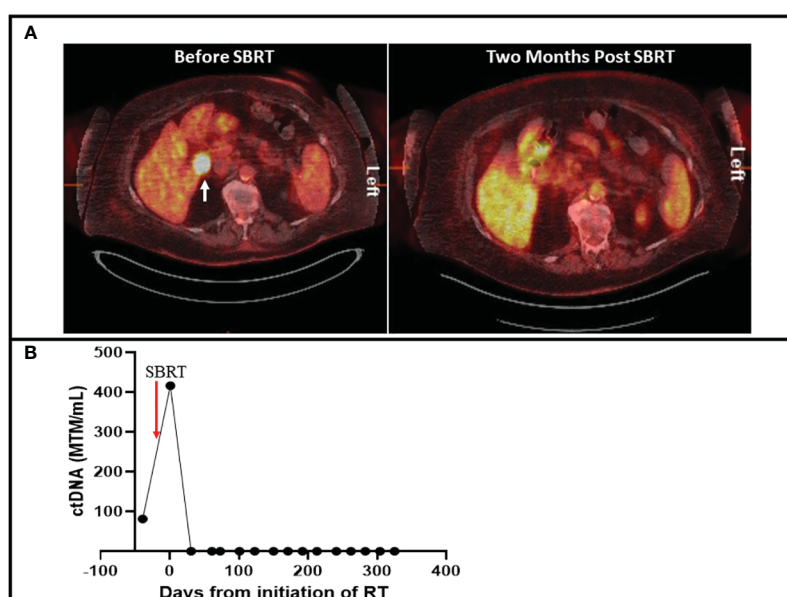 A
Before SBRT
Two Months Post SBRT
Left
Left
B
500
SBRT
400
300
200
100
ctDNA (MTM/mL)
-100
0
100
200
300
400
Days from initiation of RT